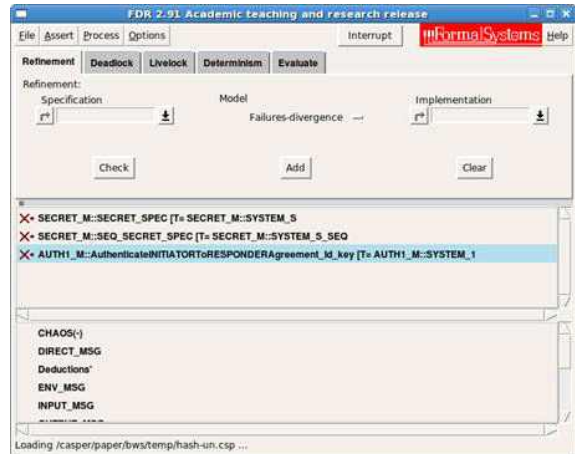 FDR 2.91 Academic teaching and research release
File Assert Process Options Interrupt FormalSystems Help
Refinement Deadlock Livelock Determinism Evaluate
Refinement:
Specification Model Implementation
Failures-divergence
Check Add Clear
SECRET_M::SECRET_SPEC [T= SECRET_M::SYSTEM_S
SECRET_M::SEQ_SECRET_SPEC [T= SECRET_M::SYSTEM_S_SEQ
AUTH1_M::AuthenticateINITIATORToRESPONDERAgreement_id_key [T= AUTH1_M::SYSTEM_1
CHAOS(-)
DIRECT_MSG
Deductions'
ENV_MSG
INPUT_MSG
Loading /casper/paper/bws/temp/hash-un.csp ...